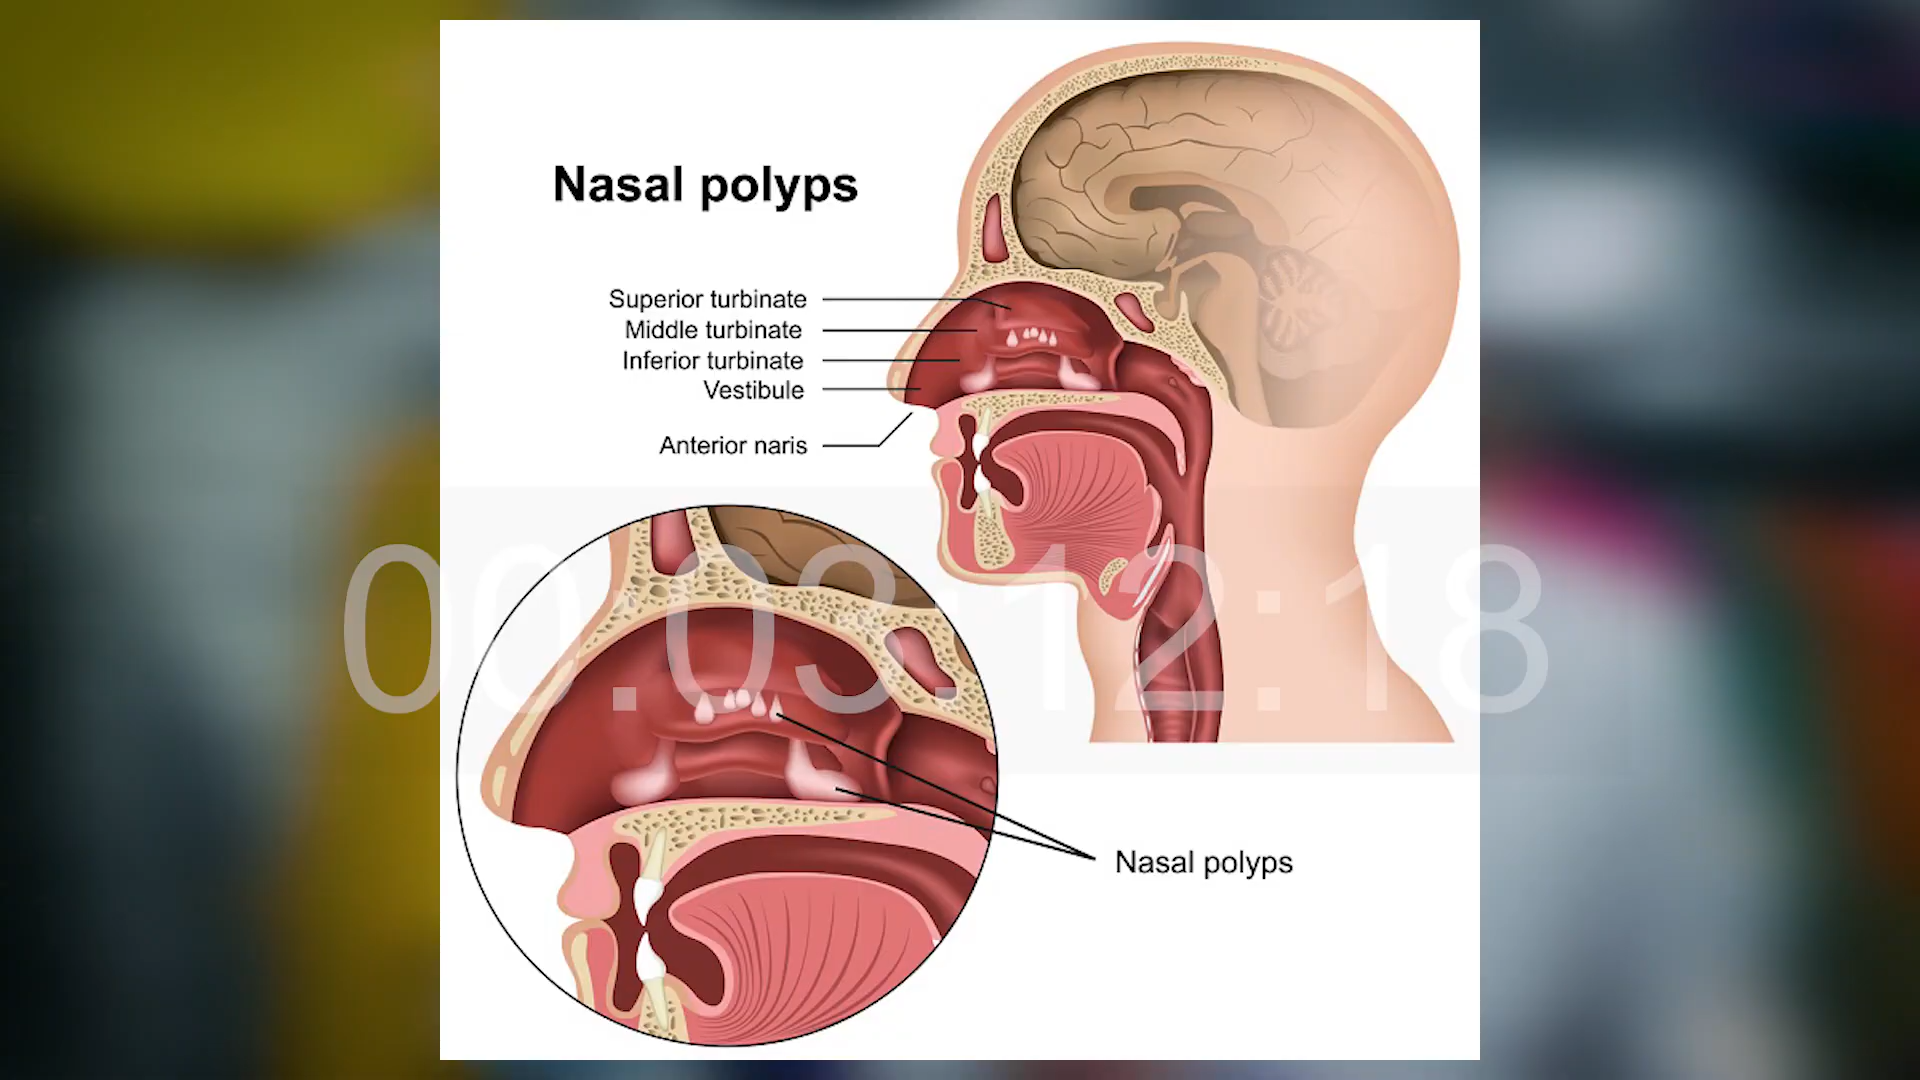 Nasal polyps
Superior turbinate
Middle turbinate
Inferior turbinate
Vestibule
Anterior naris
00:03:12:18
Nasal polyps